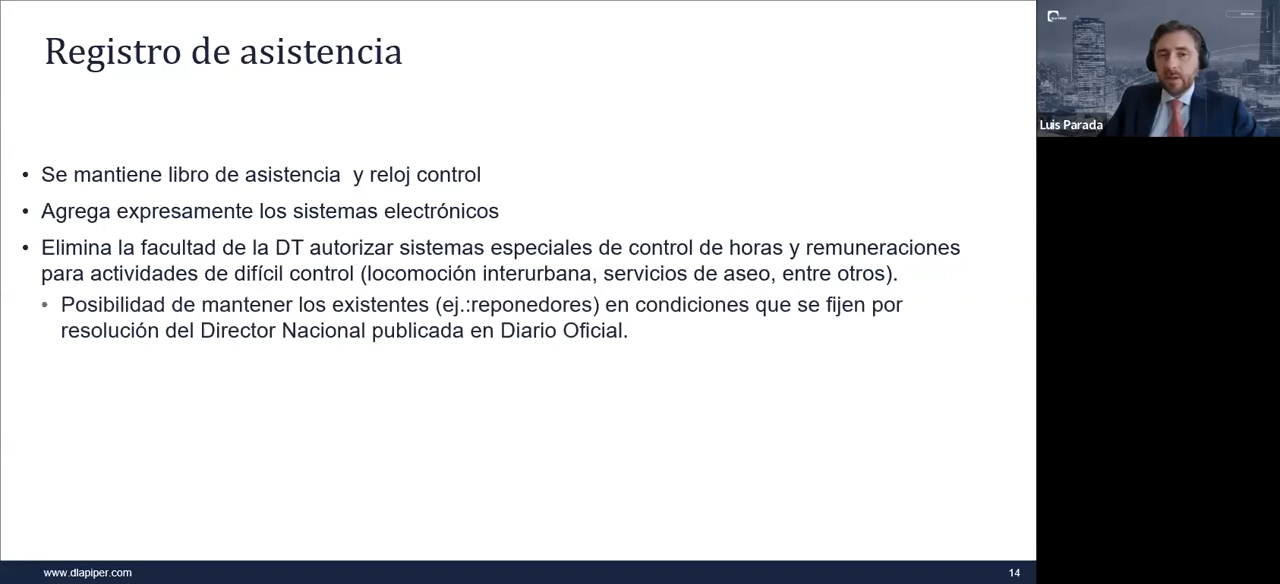 Registro de asistencia
Luis Parada
• Se mantiene libro de asistencia y reloj control
• Agrega expresamente los sistemas electrónicos
• Elimina la facultad de la DT autorizar sistemas especiales de control de horas y remuneraciones
para actividades de difícil control (locomoción interurbana, servicios de aseo, entre otros).
• Posibilidad de mantener los existentes (ej.:reponedores) en condiciones que se fijen por
resolución del Director Nacional publicada en Diario Oficial.
www.dlapiper.com
14